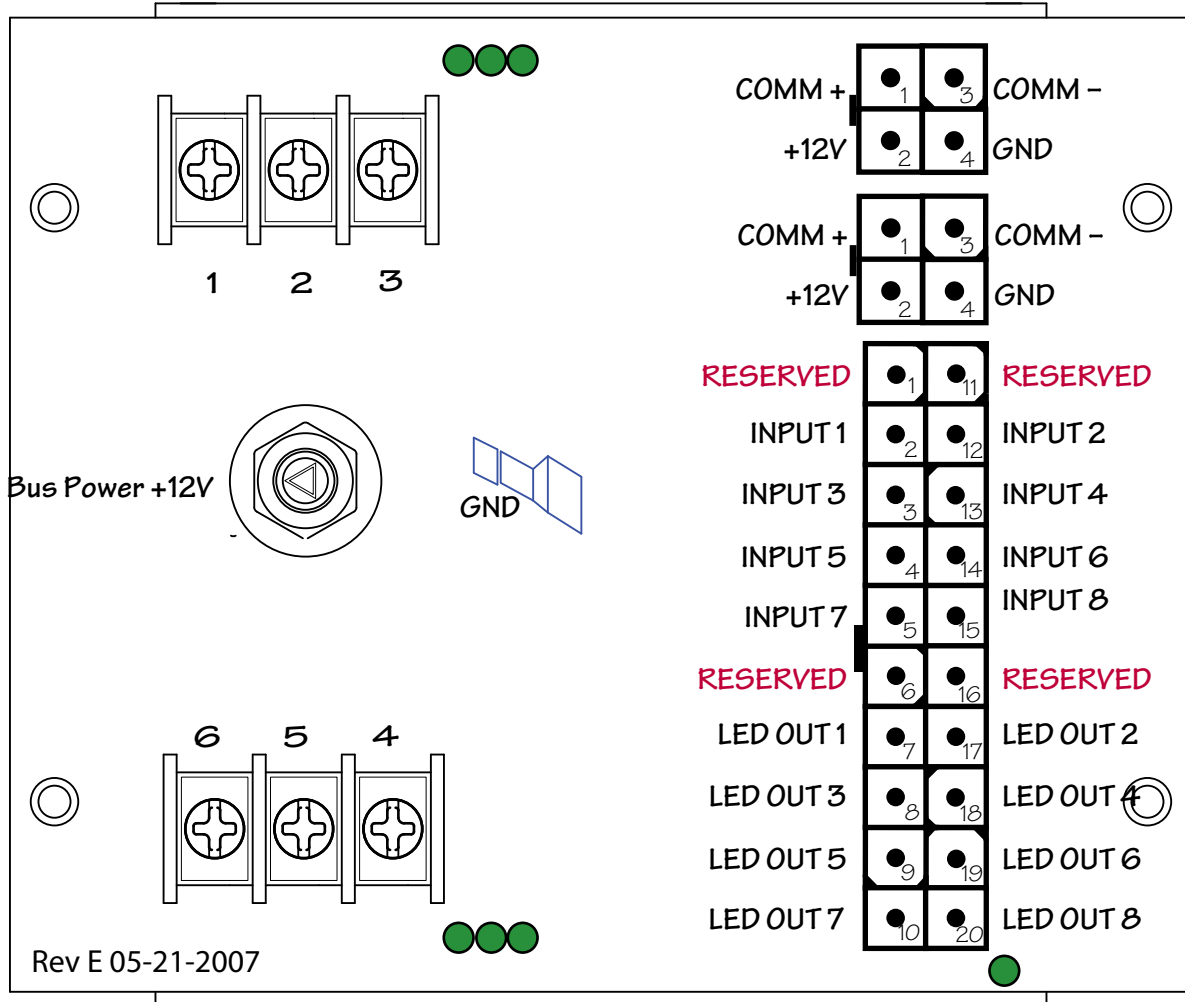 COMM + 1 3 COMM –
+12V 2 4 GND
COMM + 1 3 COMM –
+12V 2 4 GND
1 2 3
RESERVED 1 11 RESERVED
INPUT 1 2 12 INPUT 2
INPUT 3 3 13 INPUT 4
Bus Power +12V
GND
INPUT 5 4 14 INPUT 6
INPUT 7 5 15 INPUT 8
RESERVED 6 16 RESERVED
6 5 4
LED OUT 1 7 17 LED OUT 2
LED OUT 3 8 18 LED OUT 4
LED OUT 5 9 19 LED OUT 6
LED OUT 7 10 20 LED OUT 8
Rev E 05-21-2007